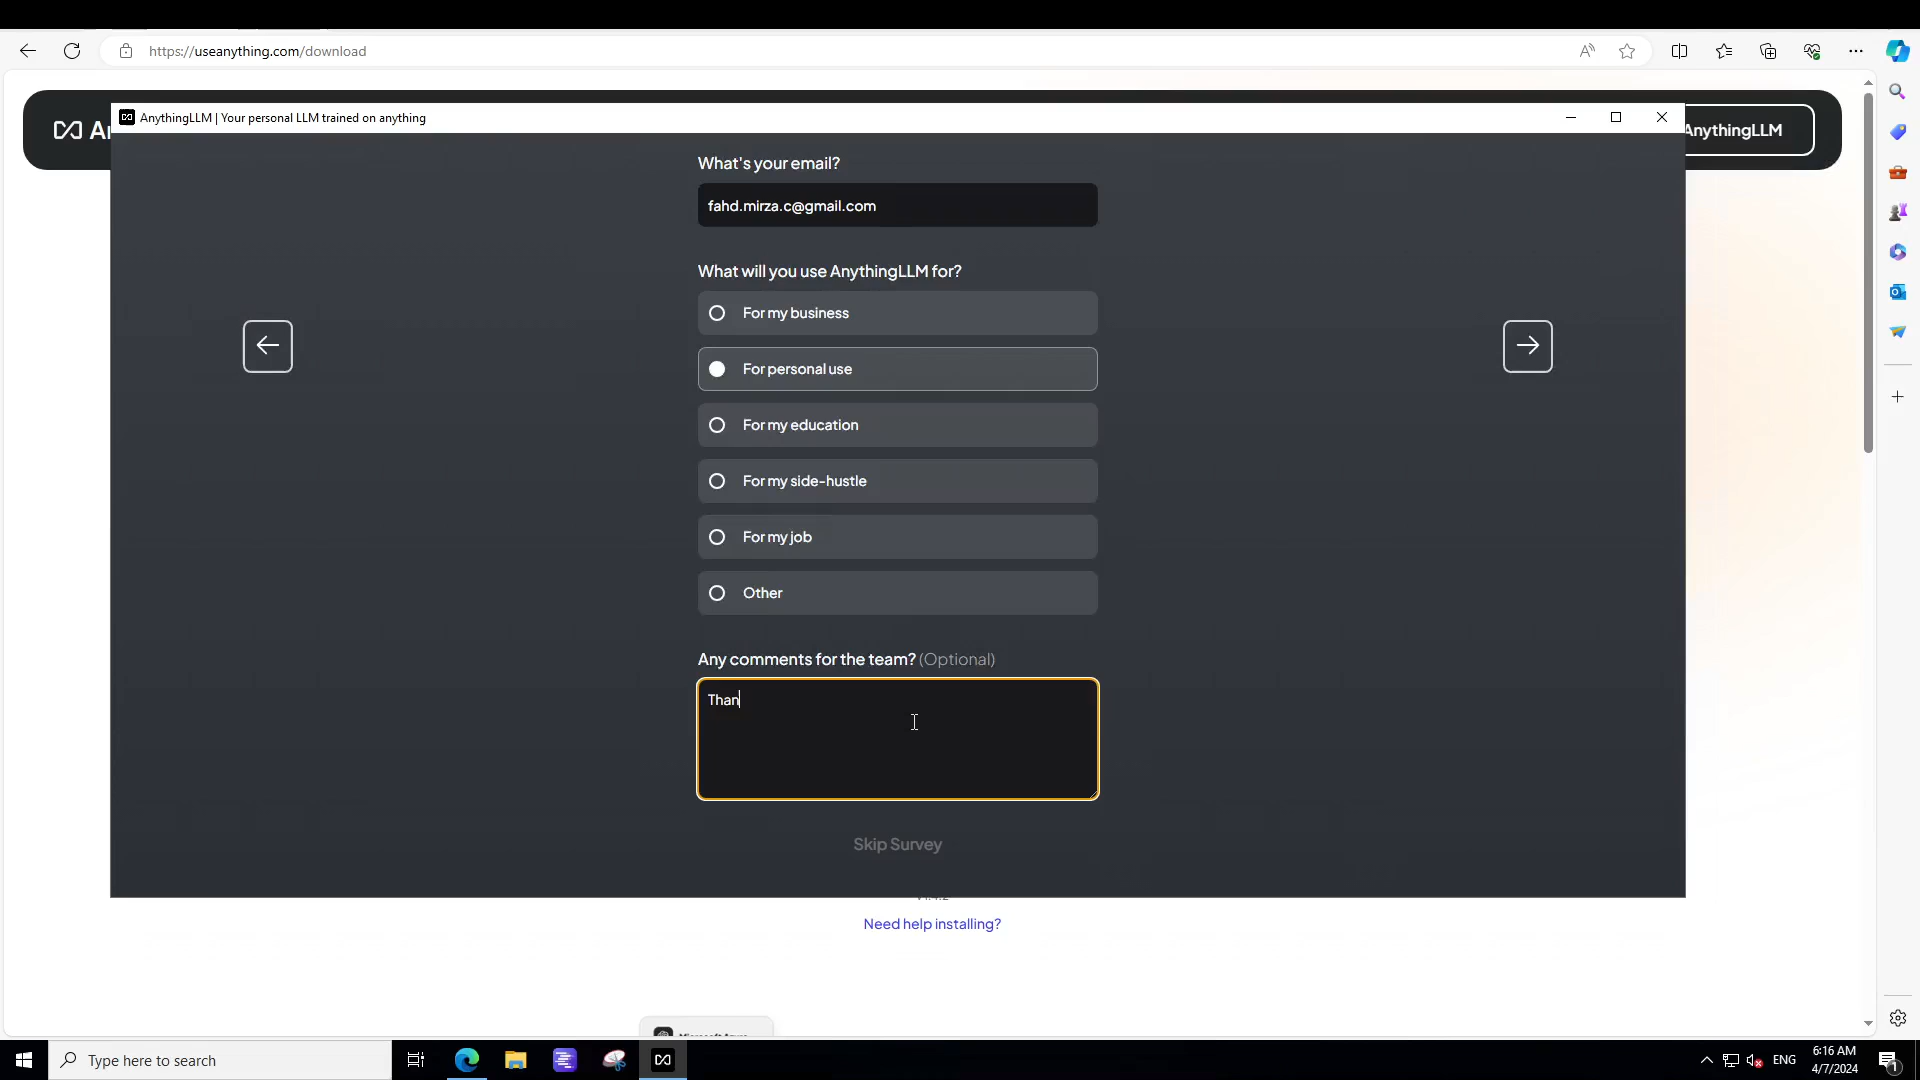 https://useanything.com/download
AnythingLLM | Your personal LLM trained on anything
AnythingLLM
What's your email?
fahd.mirza.c@gmail.com
What will you use AnythingLLM for?
For my business
For personal use
For my education
For my side-hustle
For my job
Other
Any comments for the team? (Optional)
Than
Skip Survey
Need help installing?
Type here to search
ENG
6:16 AM
4/7/2024
1